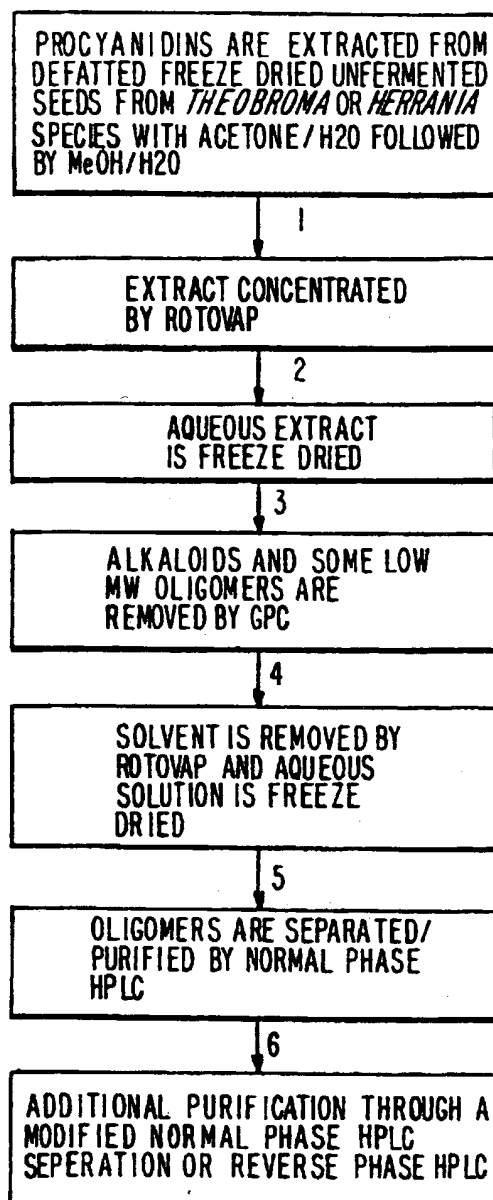 PROCYANIDINS ARE EXTRACTED FROM
DEFATTED FREEZE DRIED UNFERMENTED
SEEDS FROM THEOBROMA OR HERRANIA
SPECIES WITH ACETONE/H2O FOLLOWED
BY MeOH/H2O
1
EXTRACT CONCENTRATED
BY ROTOVAP
2
AQUEOUS EXTRACT
IS FREEZE DRIED
3
ALKALOIDS AND SOME LOW
MW OLIGOMERS ARE
REMOVED BY GPC
4
SOLVENT IS REMOVED BY
ROTOVAP AND AQUEOUS
SOLUTION IS FREEZE
DRIED
5
OLIGOMERS ARE SEPARATED/
PURIFIED BY NORMAL PHASE
HPLC
6
ADDITIONAL PURIFICATION THROUGH A
MODIFIED NORMAL PHASE HPLC
SEPERATION OR REVERSE PHASE HPLC